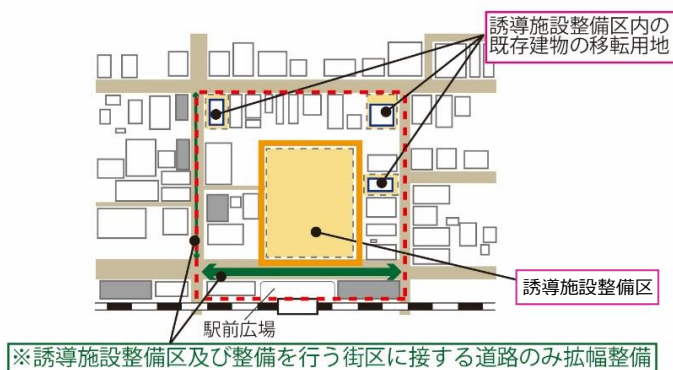 誘導施設整備区内の
既存建物の移転用地
誘導施設整備区
駅前広場
※誘導施設整備区及び整備を行う街区に接する道路のみ拡幅整備